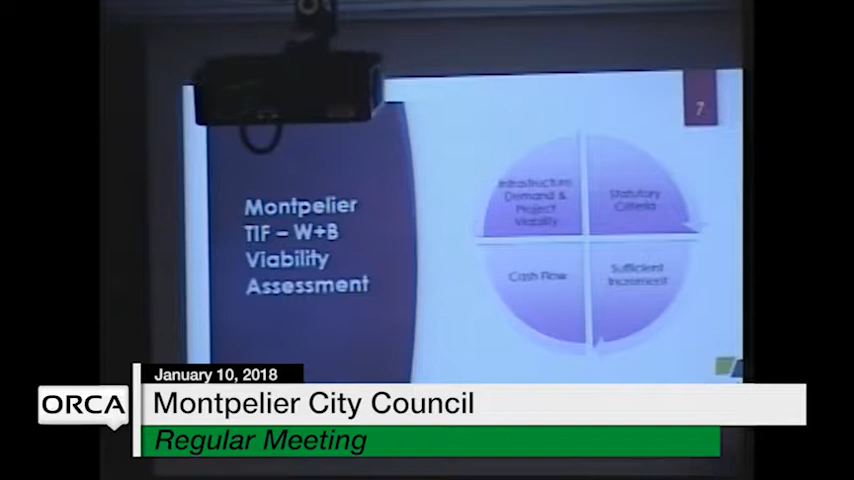 7
Montpelier
TIF – W+B
Viability
Assessment
Infrastructure
Demand &
Project
Viability
Statutory
Criteria
Cash Flow
Sufficient
Increment
January 10, 2018
ORCA
Montpelier City Council
Regular Meeting